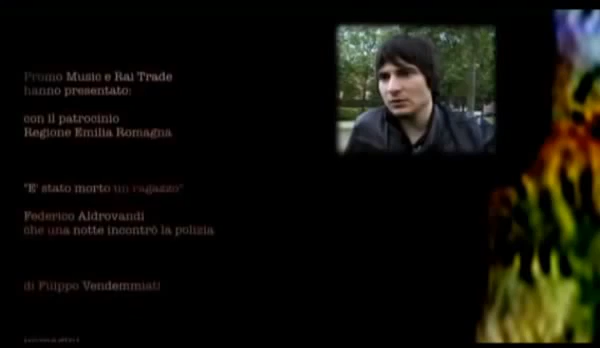 Promo Music e Rai Trade
hanno presentato:
con il patrocinio
Regione Emilia Romagna
"E' stato morto un ragazzo"
Federico Aldrovandi
che una notte incontrò la polizia
di Filippo Vendemmiati